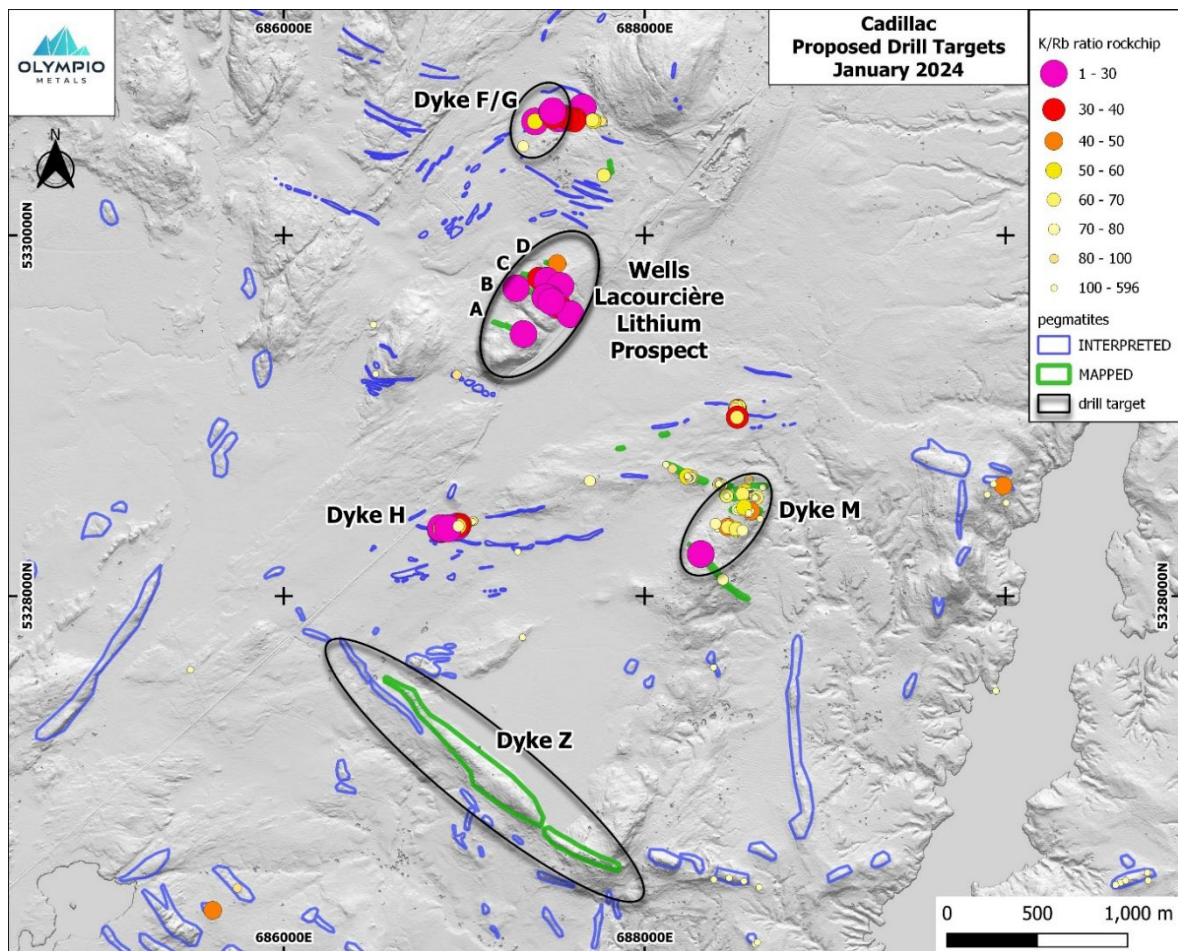 OLYMPIO
METALS
686000E
688000E
Cadillac
Proposed Drill Targets
January 2024
K/Rb ratio rockchip
1 - 30
30 - 40
40 - 50
50 - 60
60 - 70
70 - 80
80 - 100
100 - 596
pegmatites
INTERPRETED
MAPPED
drill target
N
Dyke F/G
5330000N
D
C
B
A
Wells
Lacourcière
Lithium
Prospect
Dyke H
Dyke M
5328000N
5328000N
Dyke Z
686000E
688000E
0 500 1,000 m